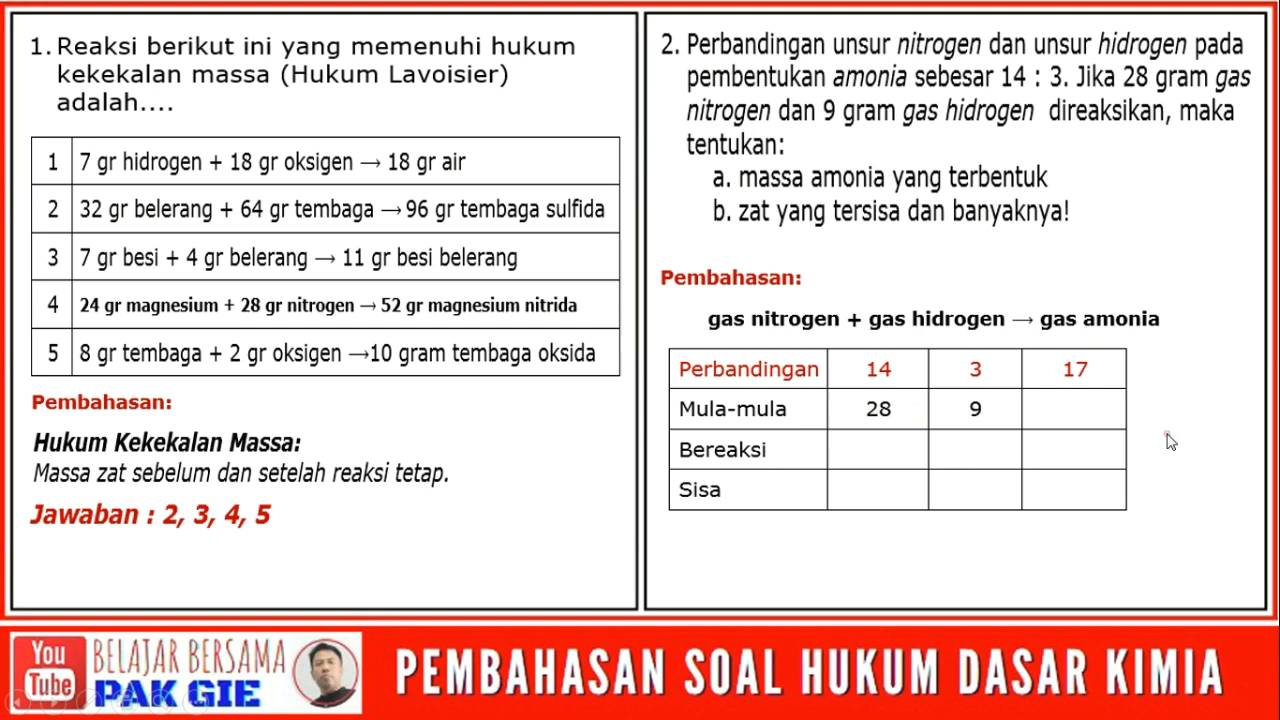 1. Reaksi berikut ini yang memenuhi hukum
kekekalan massa (Hukum Lavoisier)
adalah....
1 7 gr hidrogen + 18 gr oksigen → 18 gr air
2 32 gr belerang + 64 gr tembaga → 96 gr tembaga sulfida
3 7 gr besi + 4 gr belerang → 11 gr besi belerang
4 24 gr magnesium + 28 gr nitrogen → 52 gr magnesium nitrida
5 8 gr tembaga + 2 gr oksigen →10 gram tembaga oksida
Pembahasan:
Hukum Kekekalan Massa:
Massa zat sebelum dan setelah reaksi tetap.
Jawaban : 2, 3, 4, 5
2. Perbandingan unsur nitrogen dan unsur hidrogen pada
pembentukan amonia sebesar 14 : 3. Jika 28 gram gas
nitrogen dan 9 gram gas hidrogen direaksikan, maka
tentukan:
a. massa amonia yang terbentuk
b. zat yang tersisa dan banyaknya!
Pembahasan:
gas nitrogen + gas hidrogen → gas amonia
Perbandingan 14 3 17
Mula-mula 28 9
Bereaksi
Sisa
You
Tube
BELAJAR BERSAMA
PAK GIE
PEMBAHASAN SOAL HUKUM DASAR KIMIA